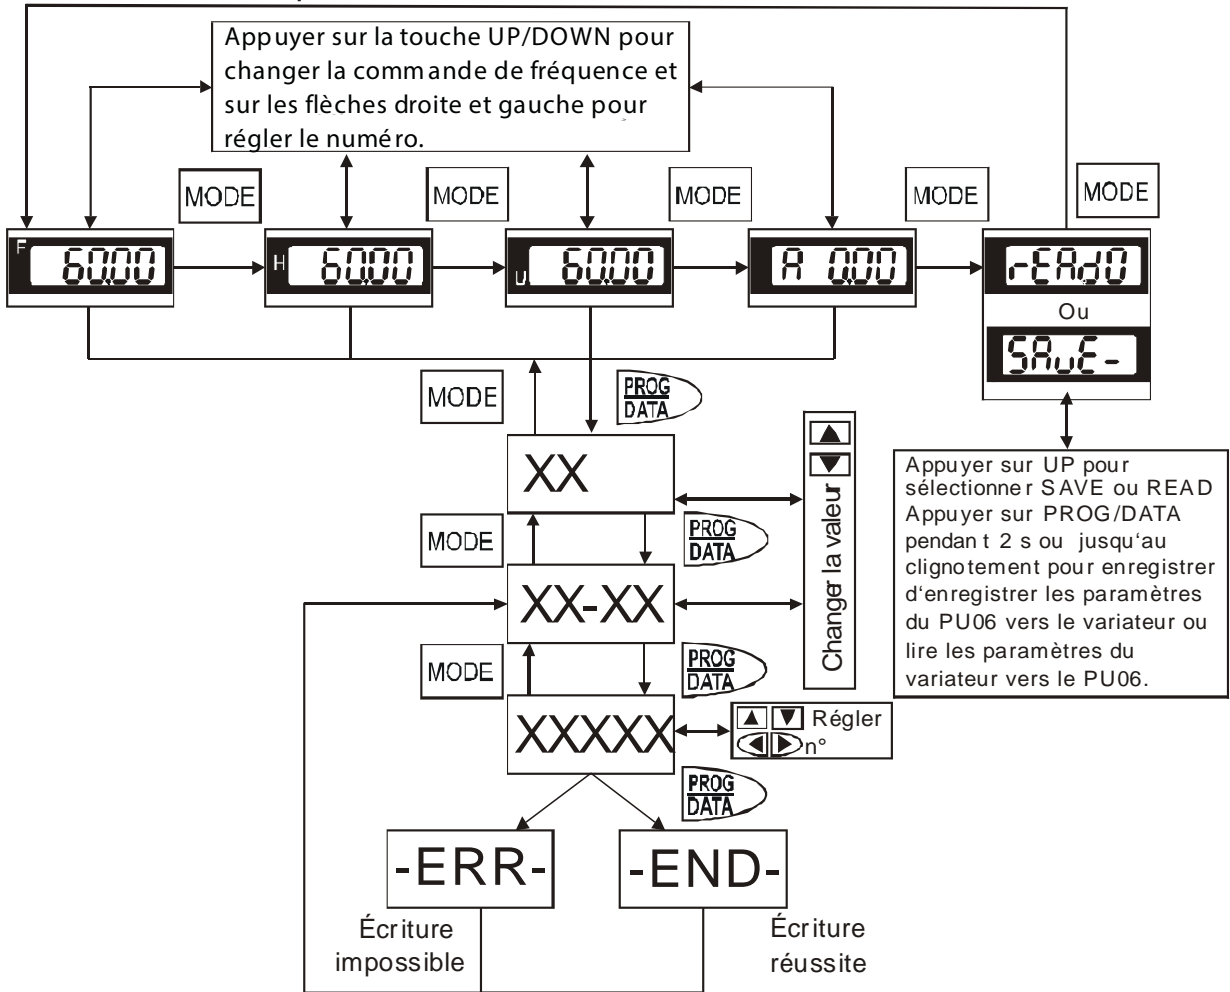 Appuyer sur la touche UP/DOWN pour
changer la commande de fréquence et
sur les flèches droite et gauche pour
régler le numéro.
MODE
MODE
MODE
MODE
MODE
F 60.00
H 60.00
U 60.00
A 0.00
rEAd0
Ou
SAvE-
MODE
PROG
DATA
XX
MODE
PROG
DATA
XX-XX
MODE
PROG
DATA
XXXXX
PROG
DATA
Changer la valeur
Régler
n°
Appuyer sur UP pour
sélectionner SAVE ou READ
Appuyer sur PROG/DATA
pendant 2 s ou jusqu'au
clignotement pour enregistrer
d'enregistrer les paramètres
du PU06 vers le variateur ou
lire les paramètres du
variateur vers le PU06.
-ERR-
-END-
Écriture
impossible
Écriture
réussite